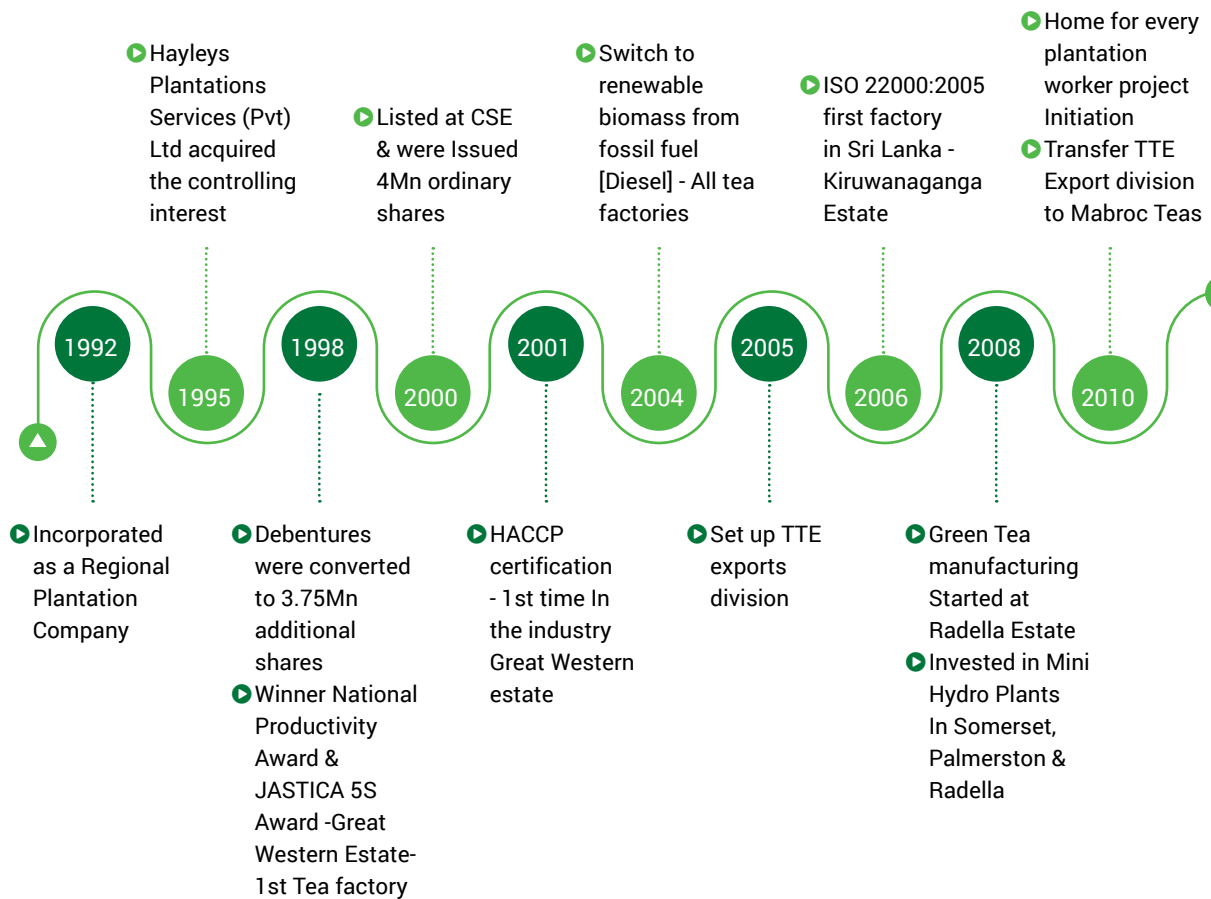 Hayleys
Plantations
Services (Pvt)
Ltd acquired
the controlling
interest
Listed at CSE
& were Issued
4Mn ordinary
shares
Switch to
renewable
biomass from
fossil fuel
[Diesel] - All tea
factories
ISO 22000:2005
first factory
in Sri Lanka -
Kiruwanaganga
Estate
Home for every
plantation
worker project
Initiation
Transfer TTE
Export division
to Mabroc Teas
1992
1995
1998
2000
2001
2004
2005
2006
2008
2010
Incorporated
as a Regional
Plantation
Company
Debentures
were converted
to 3.75Mn
additional
shares
Winner National
Productivity
Award &
JASTICA 5S
Award -Great
Western Estate-
1st Tea factory
HACCP
certification
- 1st time In
the industry
Great Western
estate
Set up TTE
exports
division
Green Tea
manufacturing
Started at
Radella Estate
Invested in Mini
Hydro Plants
In Somerset,
Palmerston &
Radella